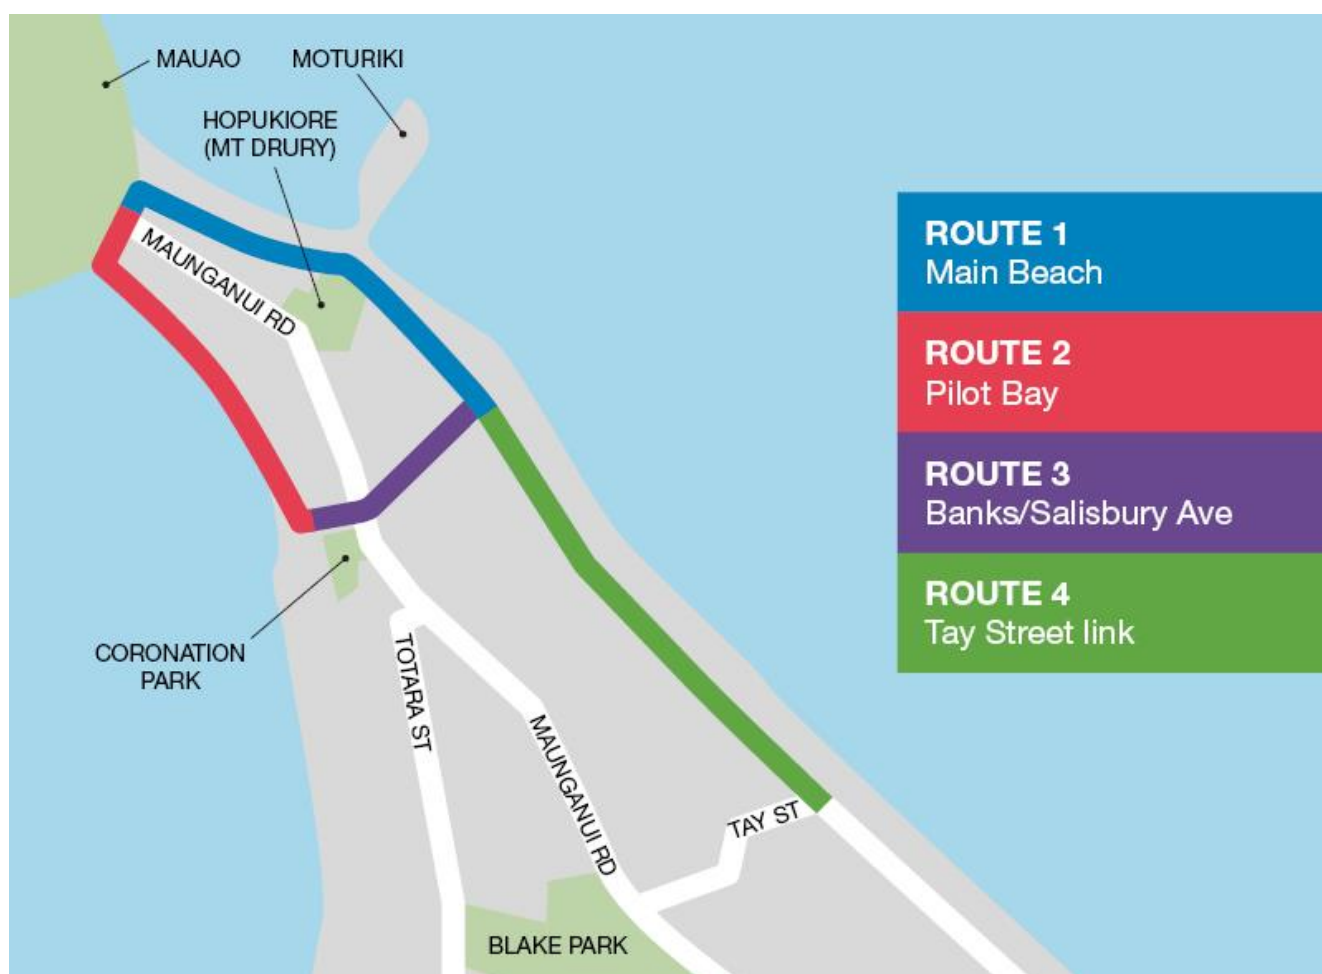 MAUAO
MOTURIKI
HOPUKIORE
(MT DRURY)
MAUNGANUI RD
ROUTE 1
Main Beach
ROUTE 2
Pilot Bay
ROUTE 3
Banks/Salisbury Ave
ROUTE 4
Tay Street link
CORONATION
PARK
TOTARA ST
MAUNGANUI RD
TAY ST
BLAKE PARK